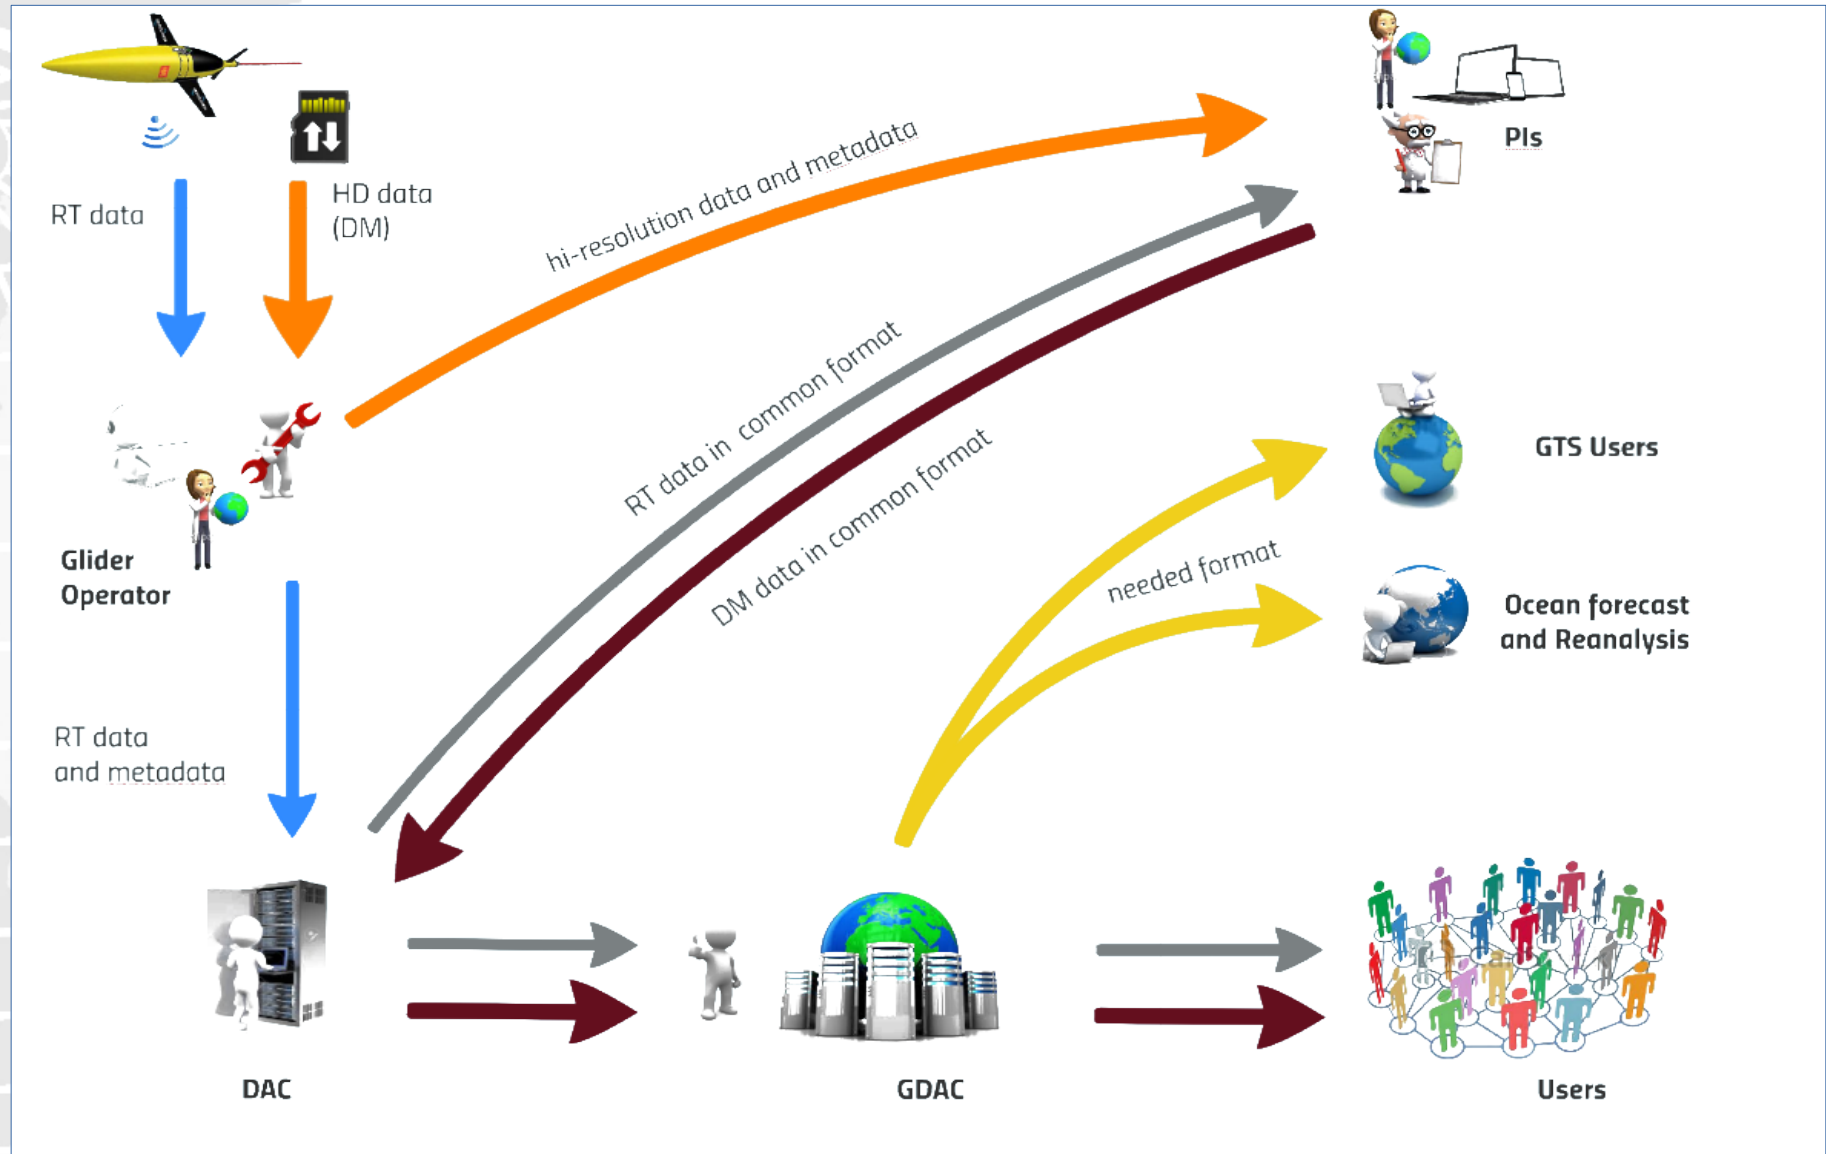 RT data
HD data
(DM)
hi-resolution data and metadata
PIs
RT data in common format
DM data in common format
GTS Users
needed format
Ocean forecast
and Reanalysis
Glider
Operator
RT data
and metadata
DAC
GDAC
Users